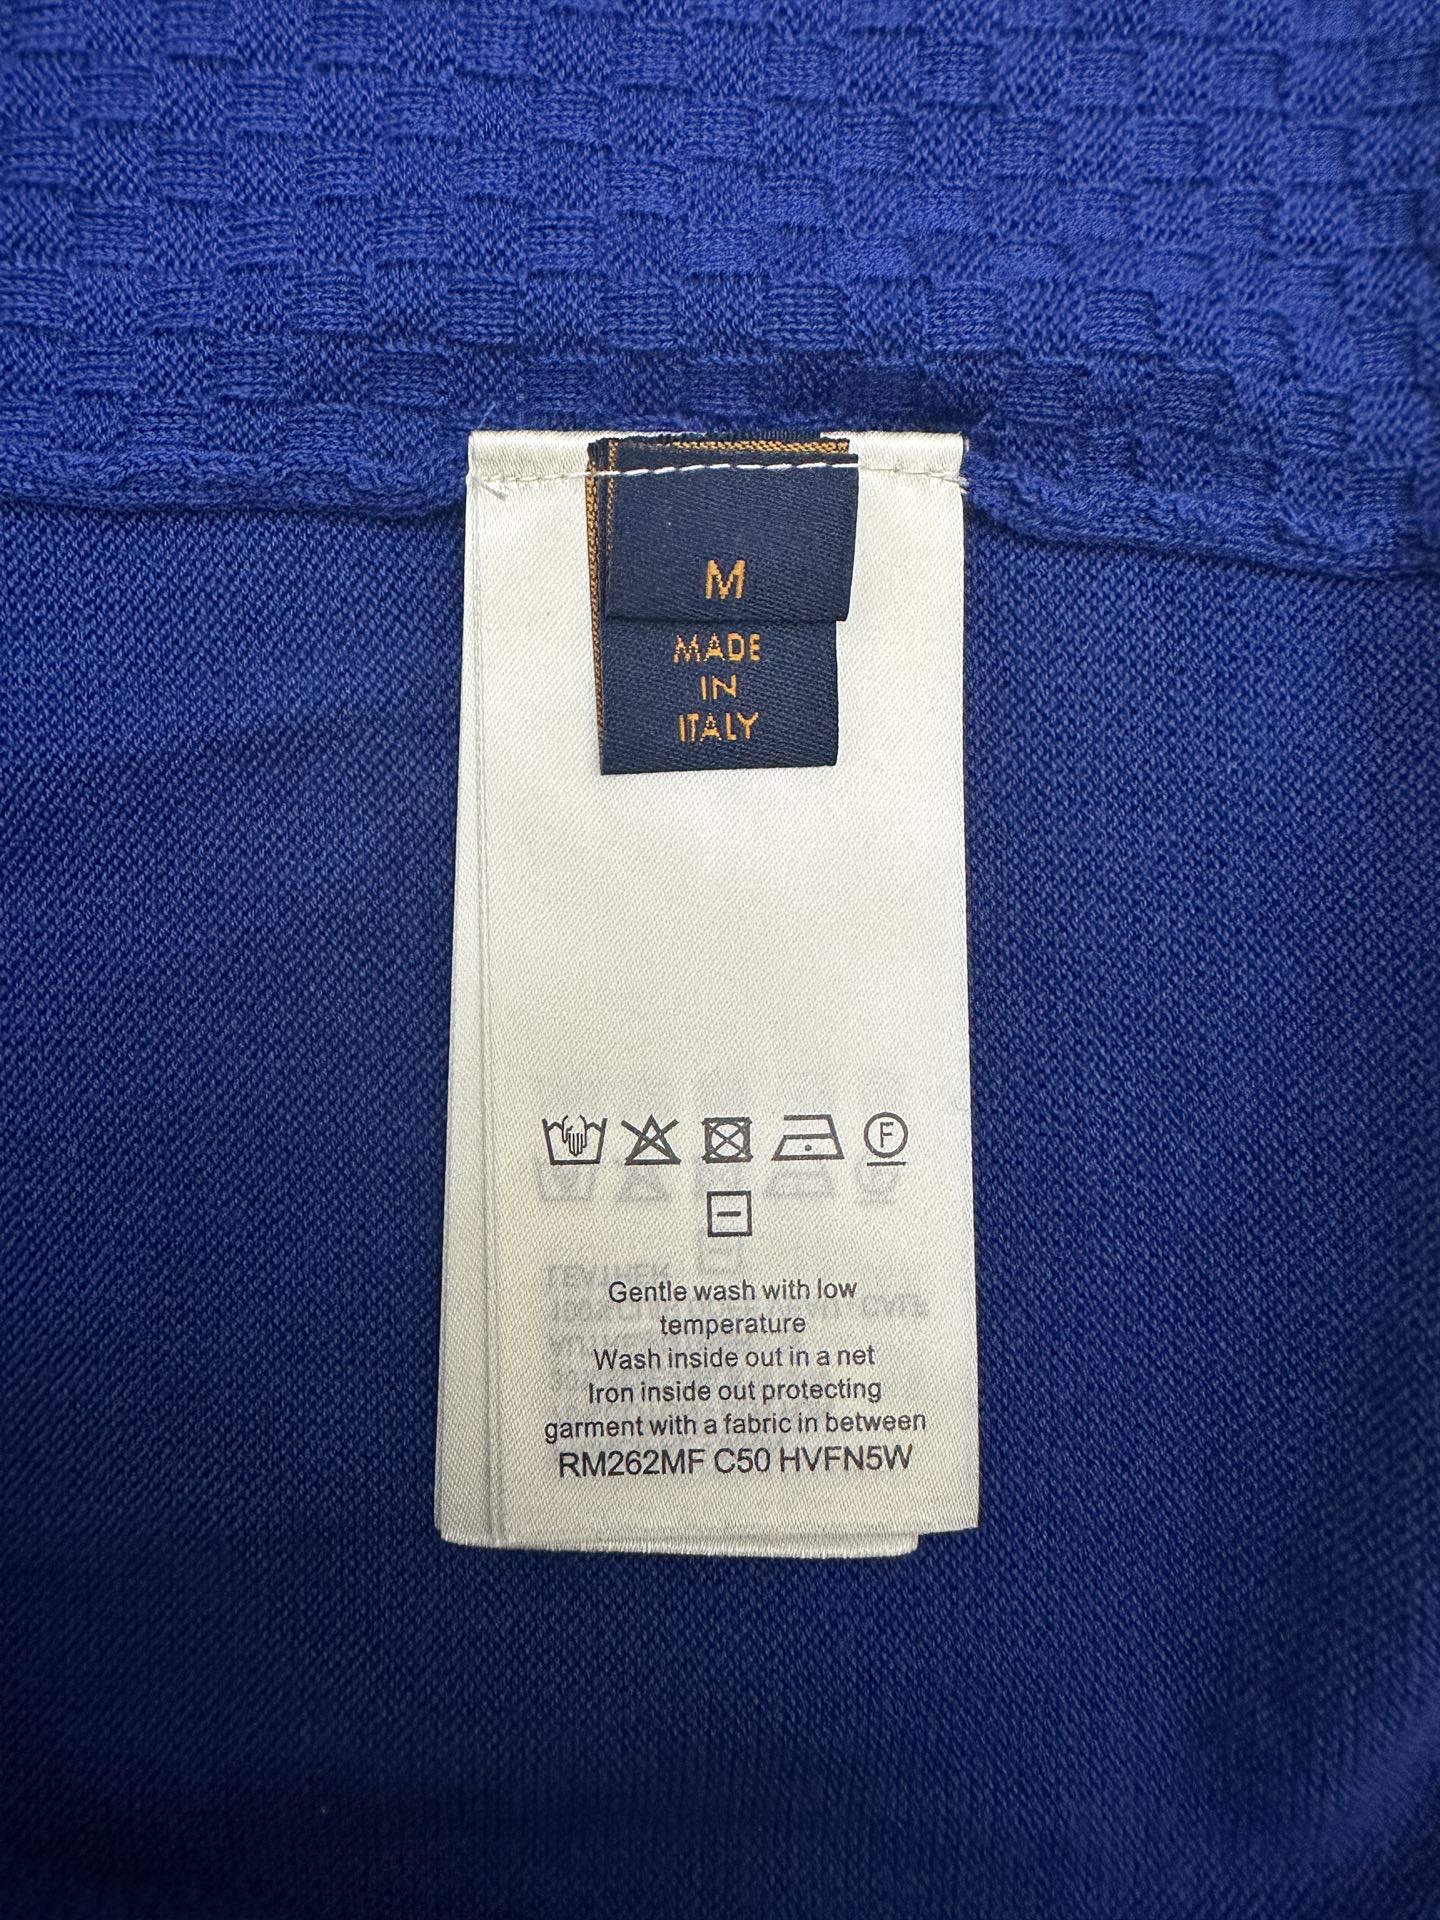 M
MADE
IN
ITALY
F
Gentle wash with low
temperature
Wash inside out in a net
Iron inside out protecting
garment with a fabric in between
RM262MF C50 HVFN5W